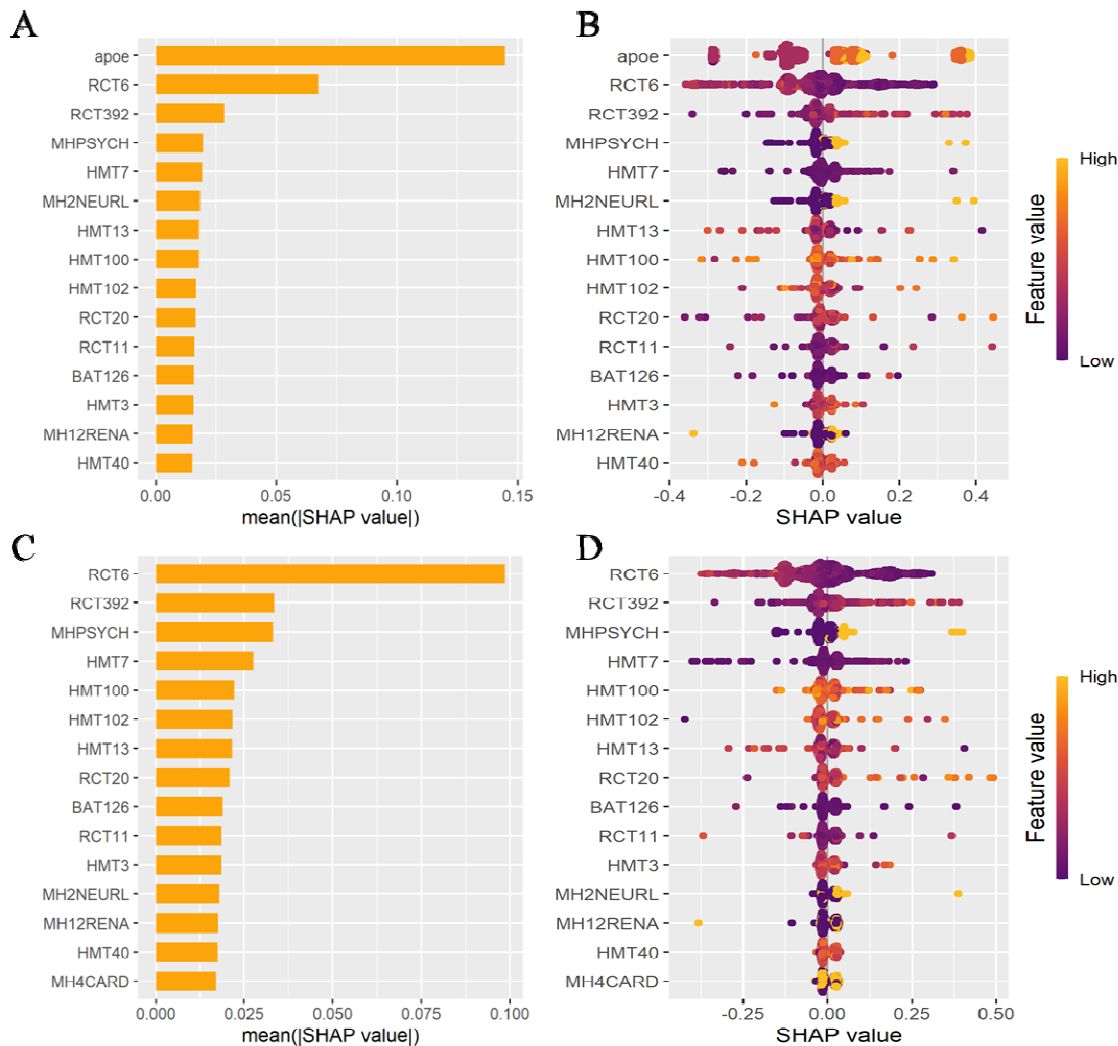 A
apoe
RCT6
RCT392
MHPSYCH
HMT7
MH2NEURL
HMT13
HMT100
HMT102
RCT20
RCT11
BAT126
HMT3
MH12RENA
HMT40
0.00 0.05 0.10 0.15
mean(|SHAP value|)
B
apoe
RCT6
RCT392
MHPSYCH
HMT7
MH2NEURL
HMT13
HMT100
HMT102
RCT20
RCT11
BAT126
HMT3
MH12RENA
HMT40
-0.4 -0.2 0.0 0.2 0.4
SHAP value
High
Low
Feature value
C
RCT6
RCT392
MHPSYCH
HMT7
HMT100
HMT102
HMT13
RCT20
BAT126
RCT11
HMT3
MH2NEURL
MH12RENA
HMT40
MH4CARD
0.000 0.025 0.050 0.075 0.100
mean(|SHAP value|)
D
RCT6
RCT392
MHPSYCH
HMT7
HMT100
HMT102
HMT13
RCT20
BAT126
RCT11
HMT3
MH2NEURL
MH12RENA
HMT40
MH4CARD
-0.25 0.00 0.25 0.50
SHAP value
High
Low
Feature value